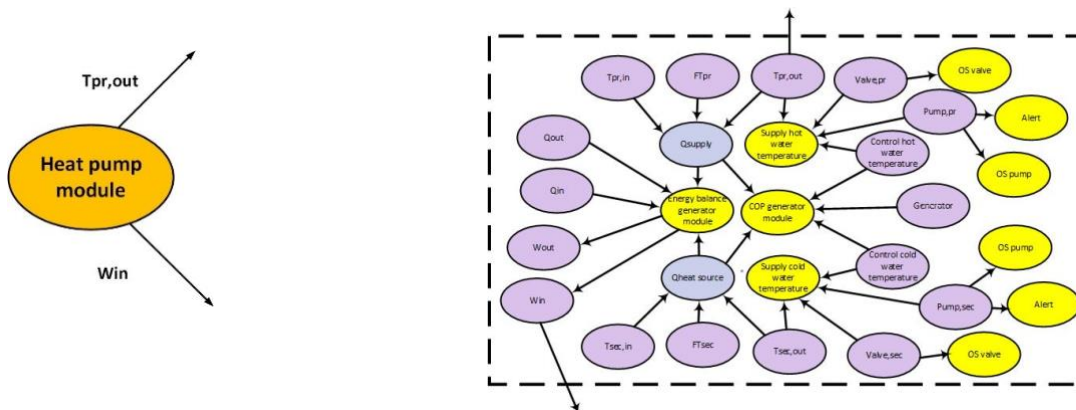 Tpr,out
Heat pump
module
Win
Tpr,in
FTpr
Tpr,out
Valve,pr
OS valve
Pump,pr
Alert
Qout
Qsupply
Supply hot
water
temperature
Control hot
water
temperature
OS pump
Qin
Energy balance
generator
module
COP generator
module
Generator
Wout
Qheat source
Supply cold
water
temperature
Control cold
water
temperature
OS pump
Win
Pump,sec
Alert
Tsec,in
FTsec
Tsec,out
Valve,sec
OS valve